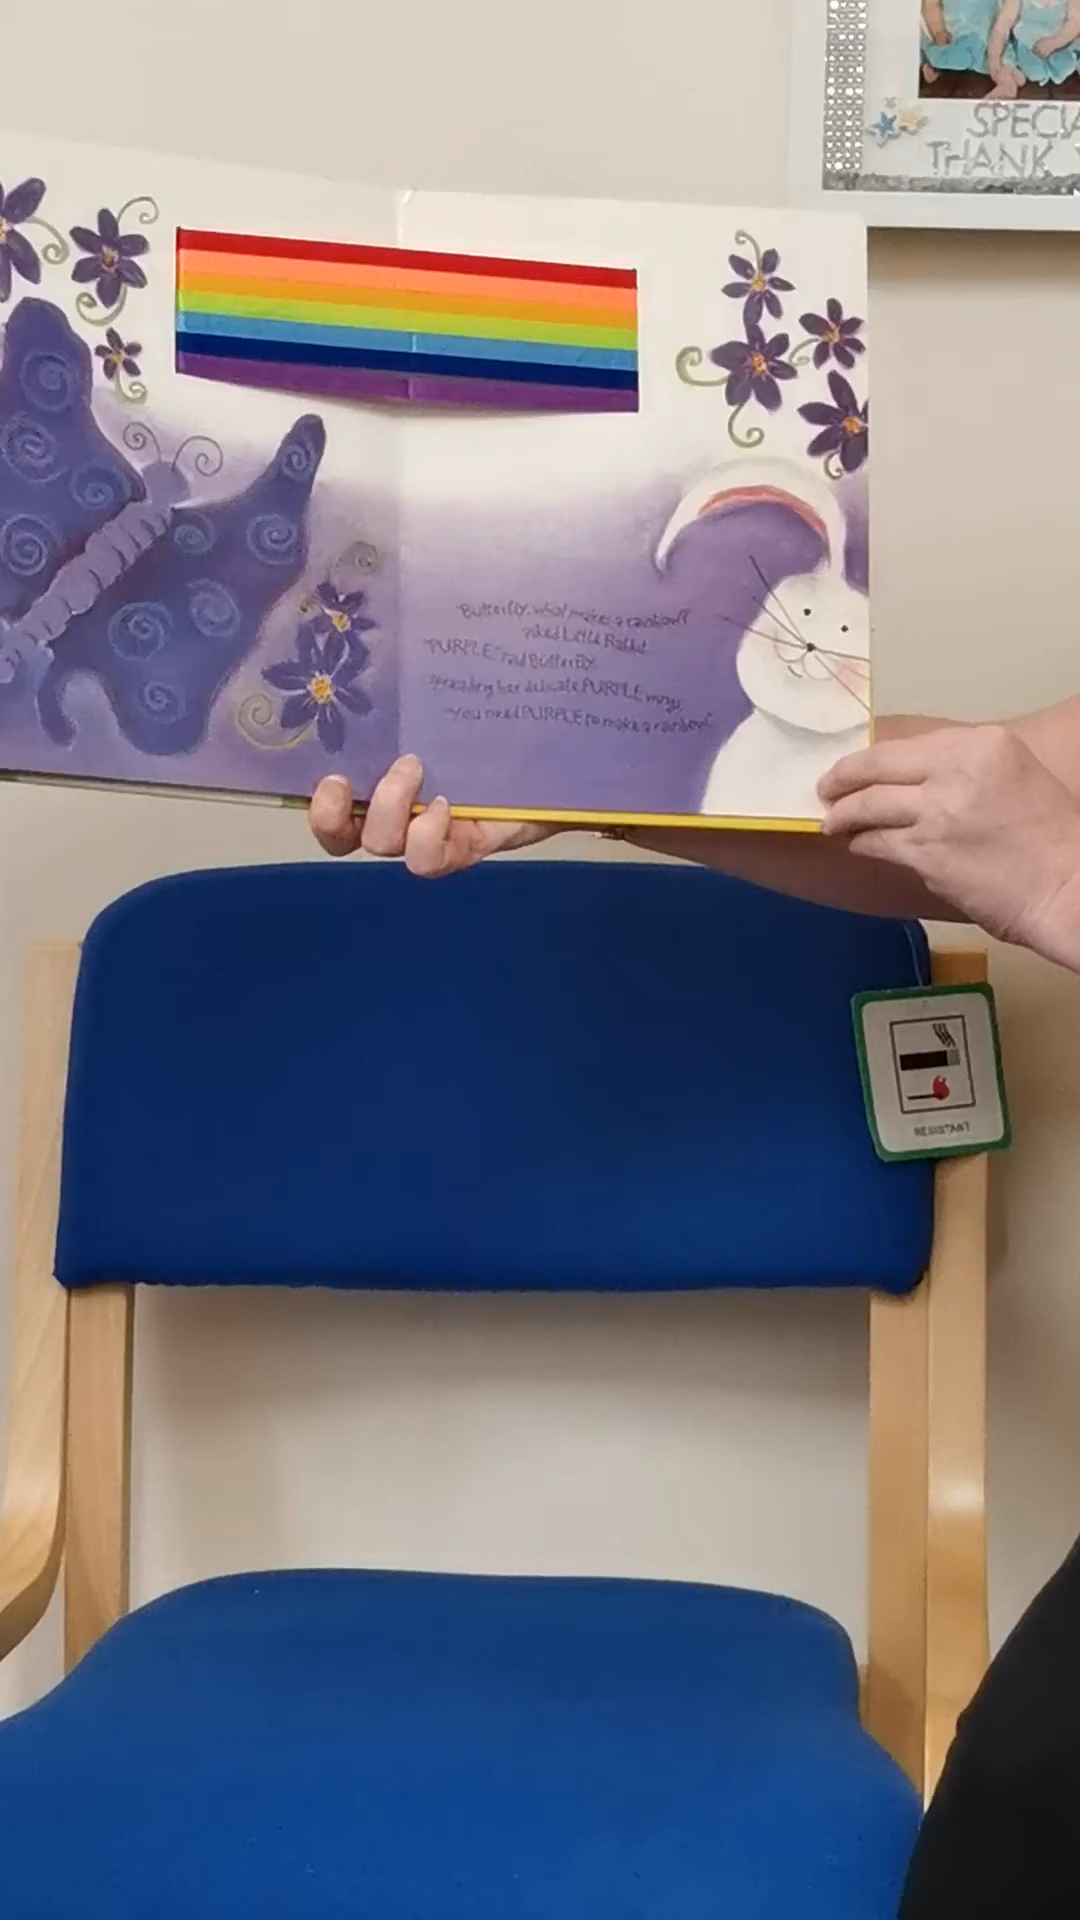 SPECIA
THANK Y
"Butterfly, what makes a rainbow?"
asked Little Rabbit.
"PURPLE" said Butterfly,
spreading her delicate PURPLE wings.
"You need PURPLE to make a rainbow."
RESISTANT